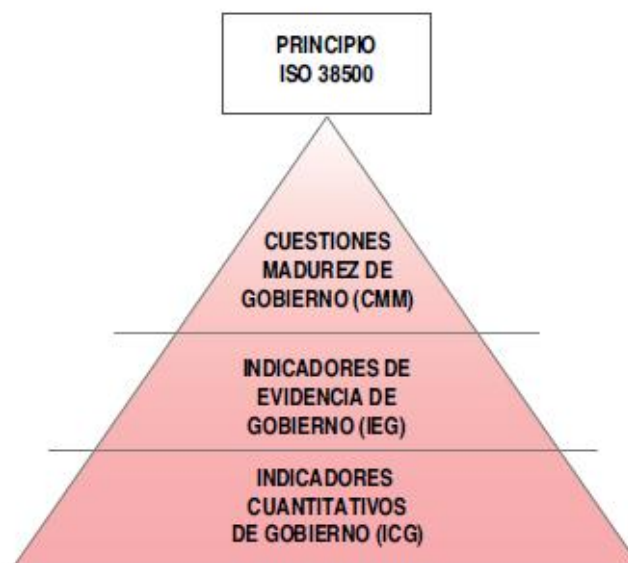 PRINCIPIO
ISO 38500
CUESTIONES
MADUREZ DE
GOBIERNO (CMM)
INDICADORES DE
EVIDENCIA DE
GOBIERNO (IEG)
INDICADORES
CUANTITATIVOS
DE GOBIERNO (ICG)